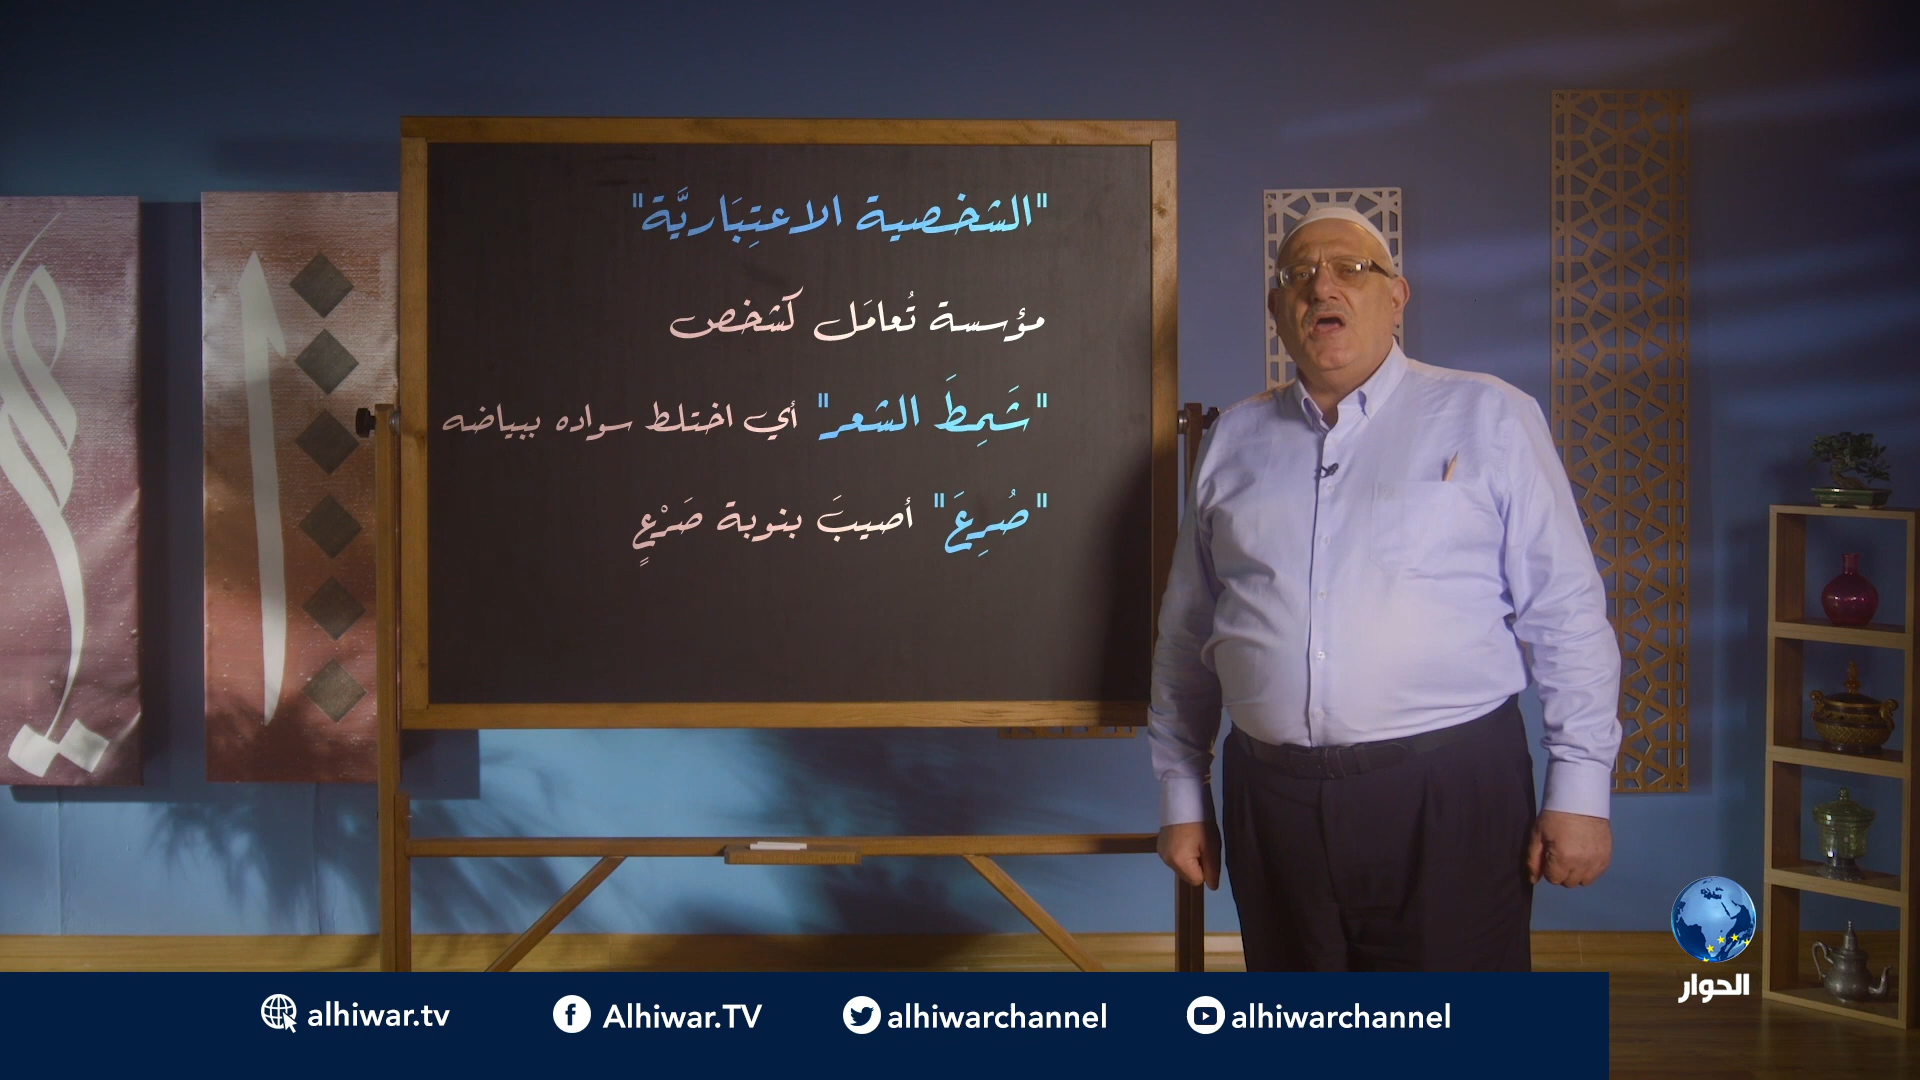 "الشخصية الاعتِبَاريَّة"
مؤسسة تُعامَل كشخص
"شَمِطَ الشعر" أي اختلط سواده ببياضه
"صُرِعَ" أصيبَ بنوبة صَرْعٍ
الحوار
alhiwar.tv
Alhiwar.TV
alhiwarchannel
alhiwarchannel